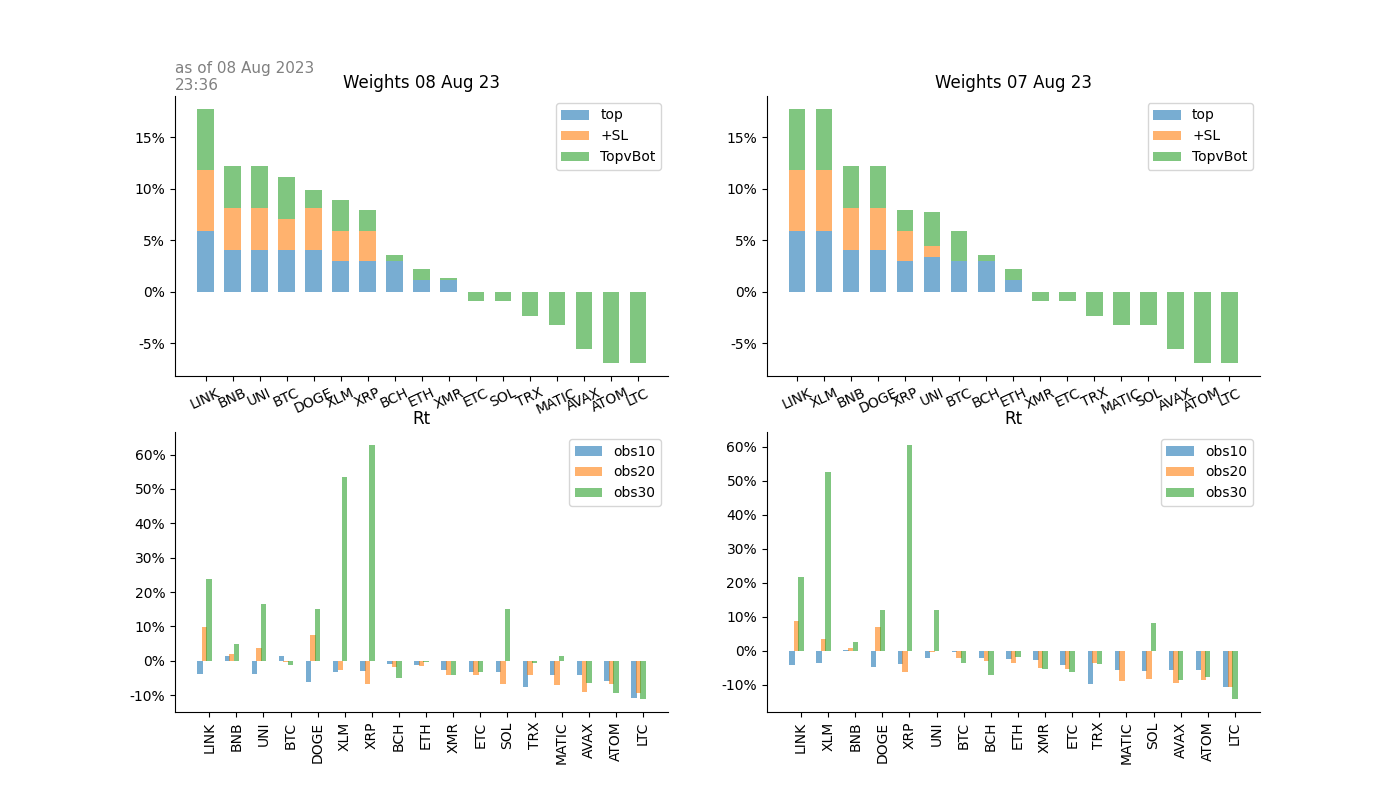 as of 08 Aug 2023
23:36
Weights 08 Aug 23
top
+SL
TopvBot
15%
10%
5%
0%
-5%
LINK BNB UNI BTC DOGE XLM XRP BCH ETH XMR ETC SOL TRX MATIC AVAX ATOM LTC
Weights 07 Aug 23
top
+SL
TopvBot
15%
10%
5%
0%
-5%
LINK XLM BNB DOGE XRP UNI BTC BCH ETH XMR ETC TRX MATIC SOL AVAX ATOM LTC
Rt
obs10
obs20
obs30
60%
50%
40%
30%
20%
10%
0%
-10%
LINK BNB UNI BTC DOGE XLM XRP BCH ETH XMR ETC SOL TRX MATIC AVAX ATOM LTC
Rt
obs10
obs20
obs30
60%
50%
40%
30%
20%
10%
0%
-10%
LINK XLM BNB DOGE XRP UNI BTC BCH ETH XMR ETC TRX MATIC SOL AVAX ATOM LTC